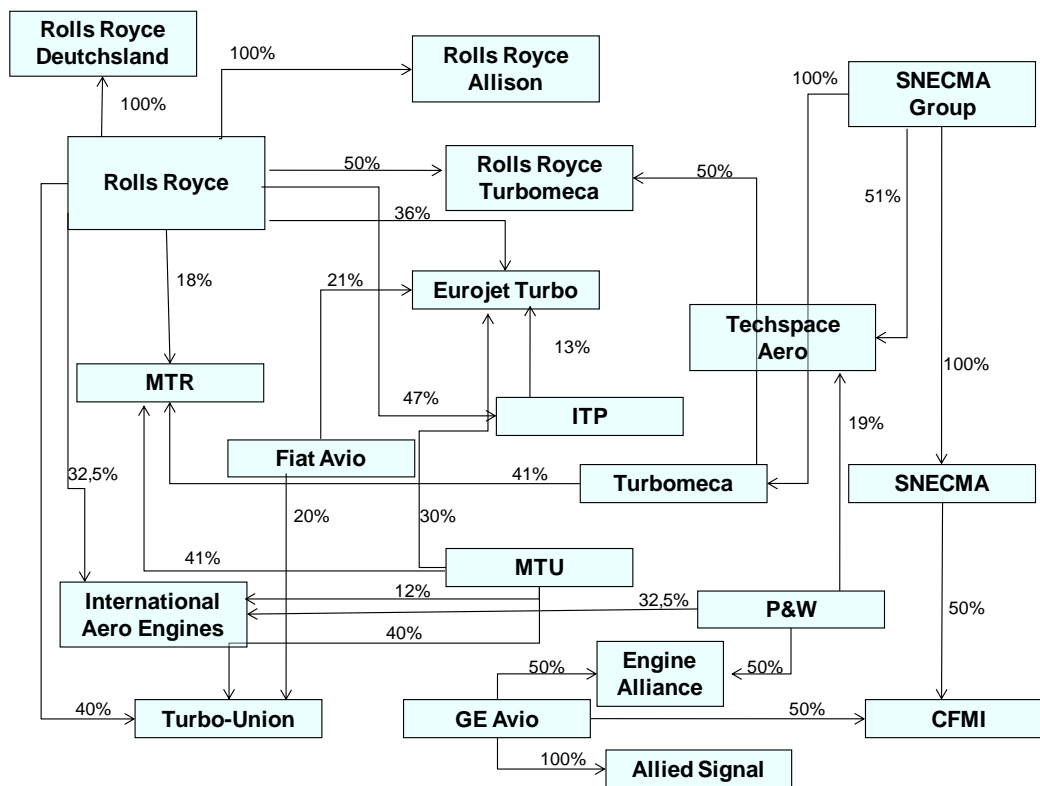 Rolls Royce
Deutchsland
100%
Rolls Royce
Allison
100%
SNECMA
Group
100%
Rolls Royce
50%
Rolls Royce
Turbomeca
50%
51%
36%
18%
21%
Eurojet Turbo
Techspace
Aero
13%
100%
MTR
47%
ITP
19%
Fiat Avio
32,5%
41%
Turbomeca
SNECMA
20%
30%
41%
MTU
12%
International
Aero Engines
32,5%
P&W
50%
40%
50%
Engine
Alliance
50%
40%
Turbo-Union
GE Avio
50%
CFMI
100%
Allied Signal